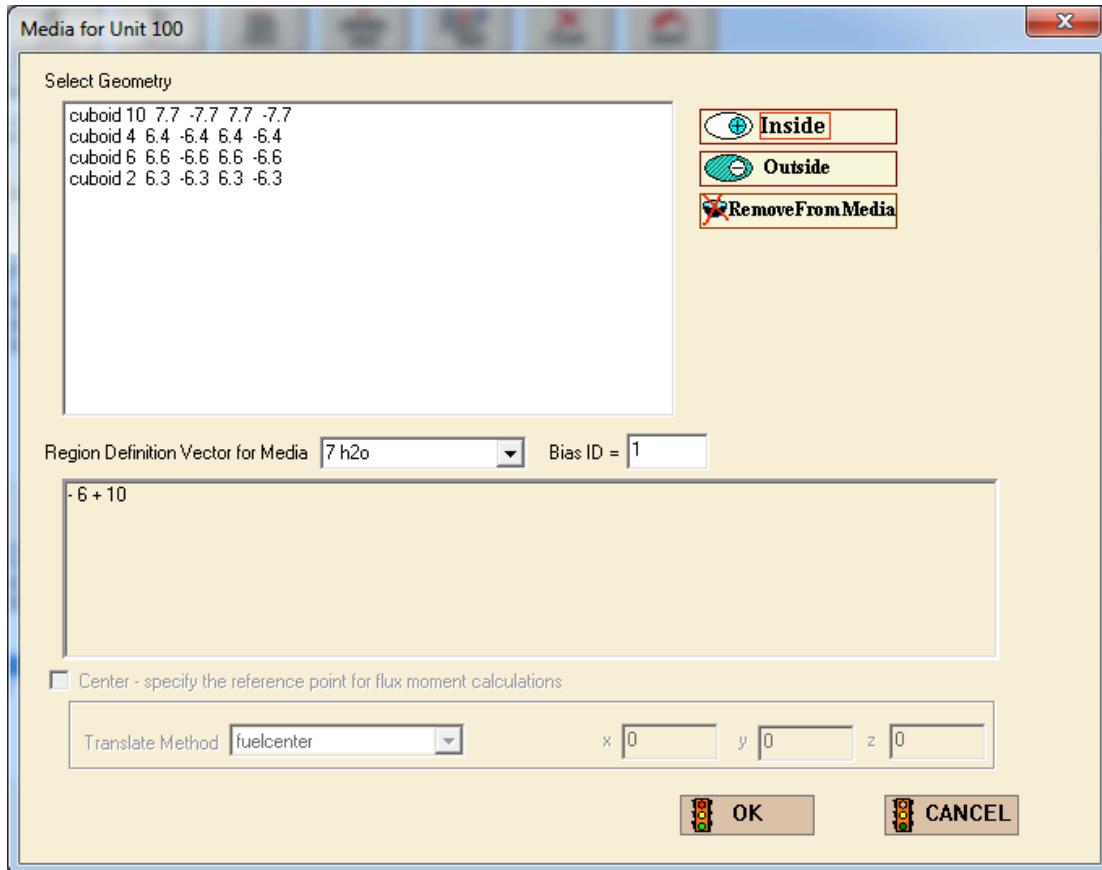 Media for Unit 100
Select Geometry
cuboid 10 7.7 -7.7 7.7 -7.7
cuboid 4 6.4 -6.4 6.4 -6.4
cuboid 6 6.6 -6.6 6.6 -6.6
cuboid 2 6.3 -6.3 6.3 -6.3
Inside
Outside
RemoveFromMedia
Region Definition Vector for Media 7 h2o Bias ID = 1
- 6 + 10
Center - specify the reference point for flux moment calculations
Translate Method fuelcenter x 0 y 0 z 0
OK CANCEL